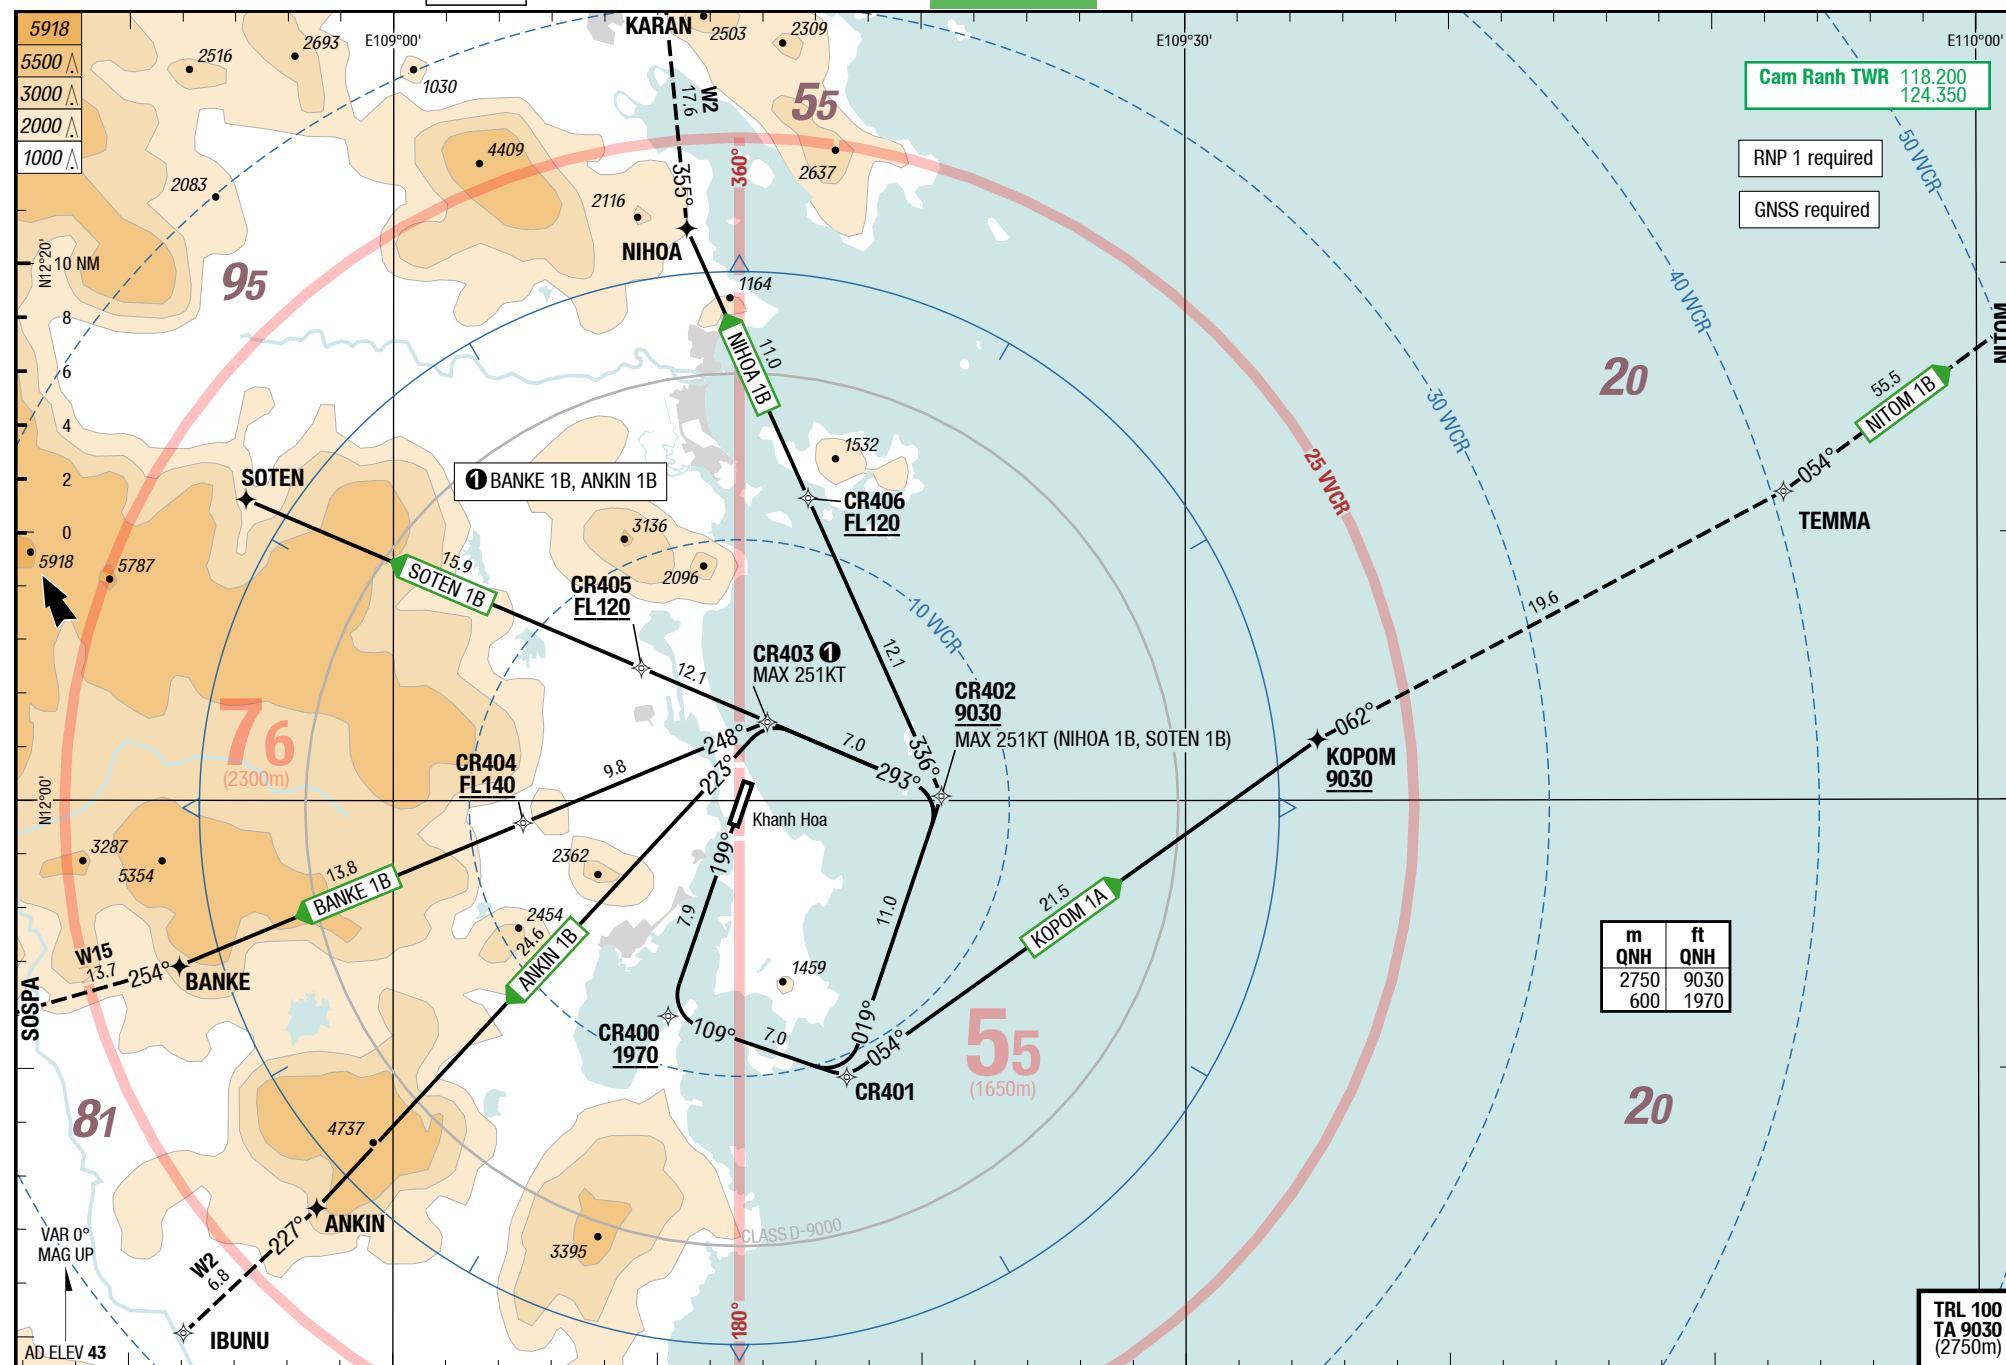 KARAN
2503
2309
E109°00'
E109°30'
E110°00'
5918
5500
3000
2000
1000
2516
2693
1030
55
Cam Ranh TWR 118.200
124.350
RNP 1 required
GNSS required
50 VVCR
W2
17.6
355°
360°
4409
2637
2083
2116
NIHOA
N12°20'
10 NM
95
1164
40 VVCR
NITOM
8
NIHOA 1B
11.0
6
20
55.5
NITOM 1B
4
30 VVCR
1532
054°
25 VVCR
SOTEN
2
1 BANKE 1B, ANKIN 1B
CR406
FL120
TEMMA
3136
0
5918
5787
15.9
SOTEN 1B
2096
CR405
FL120
10 VVCR
19.6
12.1
12.1
CR403 1
MAX 251KT
CR402
9030
MAX 251KT (NIHOA 1B, SOTEN 1B)
76
(2300m)
248°
7.0
336°
062°
KOPOM
9030
CR404
FL140
9.8
223°
293°
N12°00'
Khanh Hoa
3287
5354
2362
199°
13.8
BANKE 1B
2454
24.6
ANKIN 1B
7.9
11.0
21.5
KOPOM 1A
m ft
QNH QNH
2750 9030
600 1970
W15
13.7
254°
BANKE
SOSPA
1459
CR400
1970
109°
7.0
019°
054°
55
(1650m)
CR401
81
4737
20
ANKIN
227°
VAR 0°
MAG UP
W2
6.8
3395
CLASS D-9000
180°
IBUNU
AD ELEV 43
TRL 100
TA 9030
(2750m)